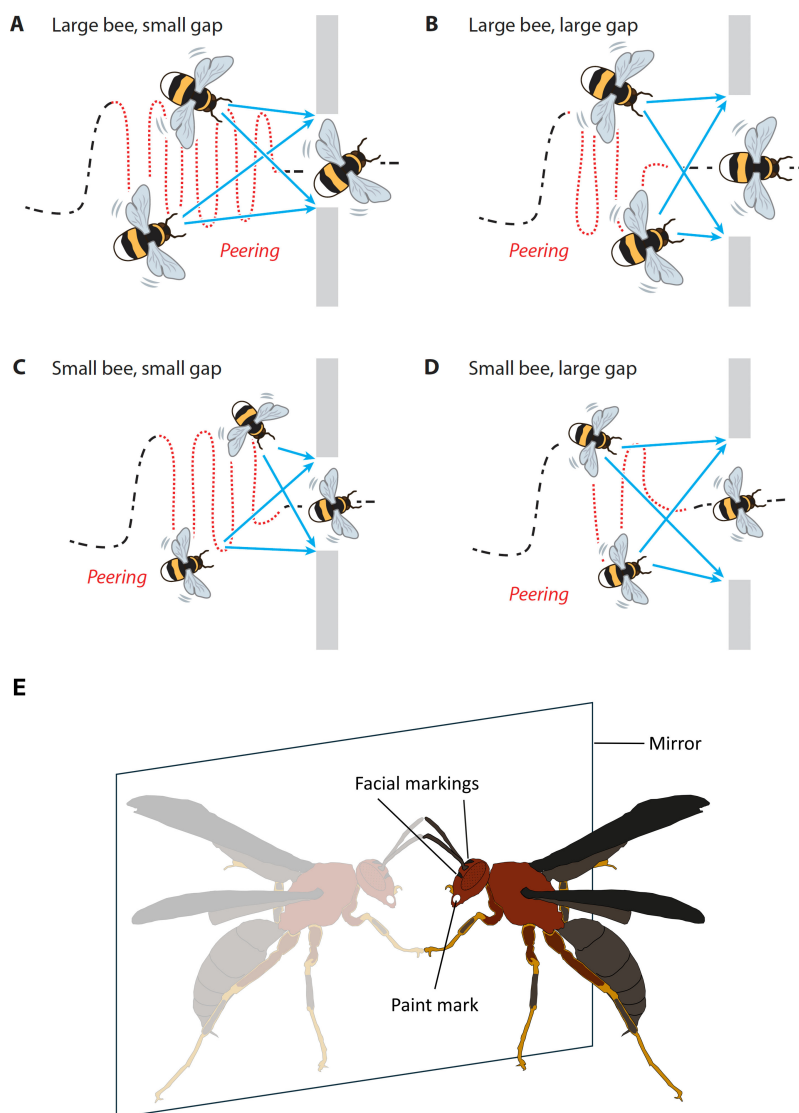 A Large bee, small gap
B Large bee, large gap
Peering
Peering
C Small bee, small gap
D Small bee, large gap
Peering
Peering
E
Mirror
Facial markings
Paint mark